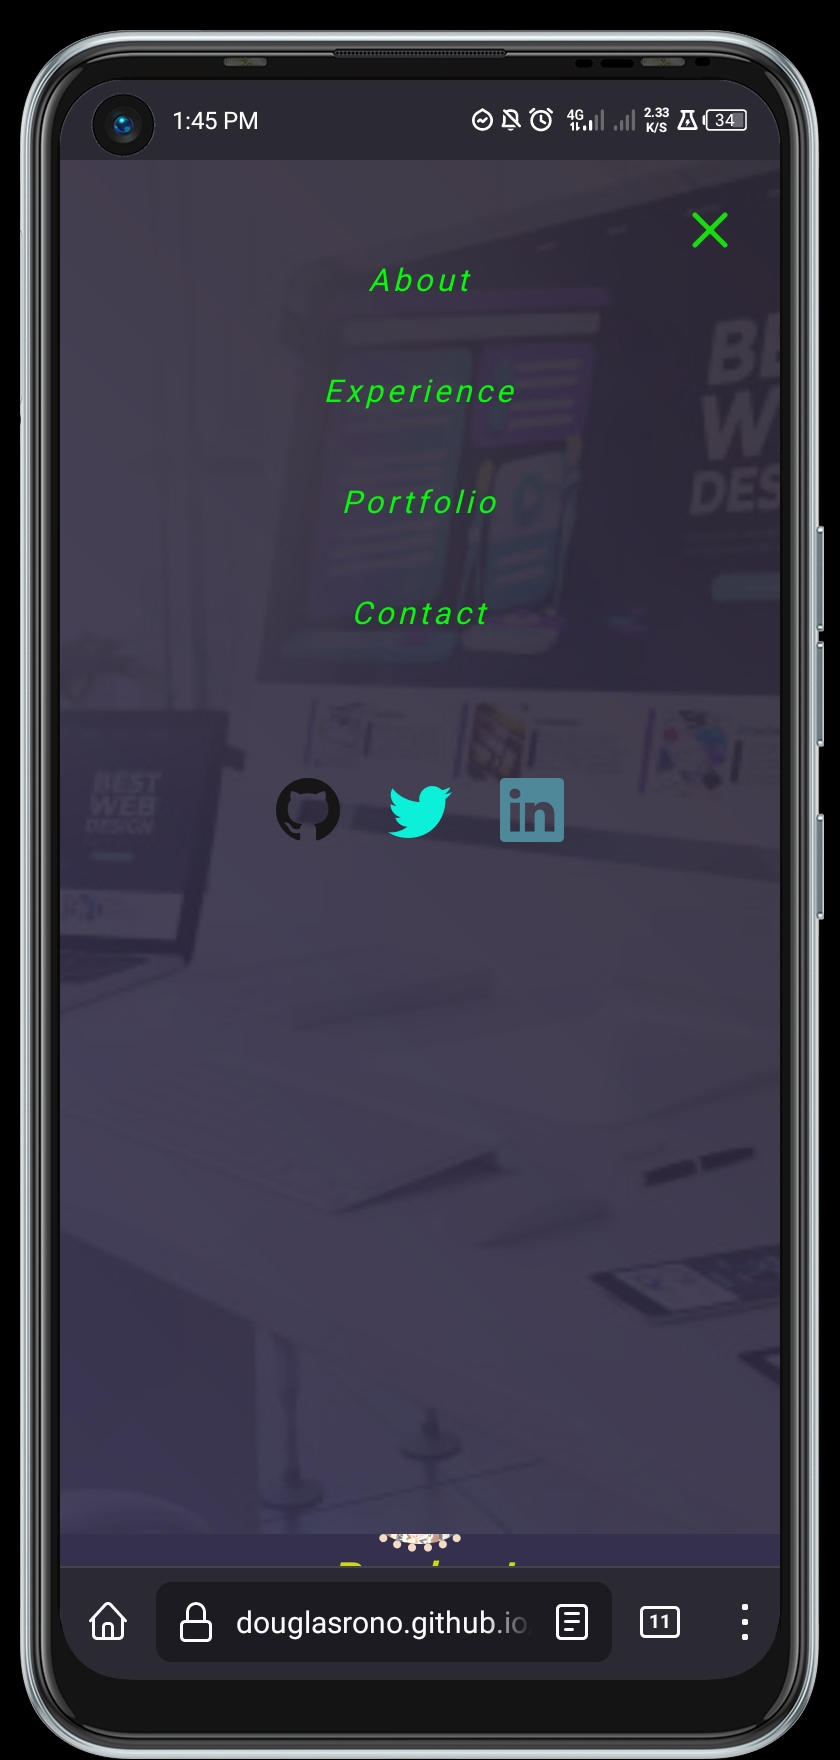 1:45 PM 4G 2.33 K/S 34
About
BE
Experience
W
DES
Portfolio
Contact
BEST
WEB
DESIGN
in
douglasrono.github.io
11